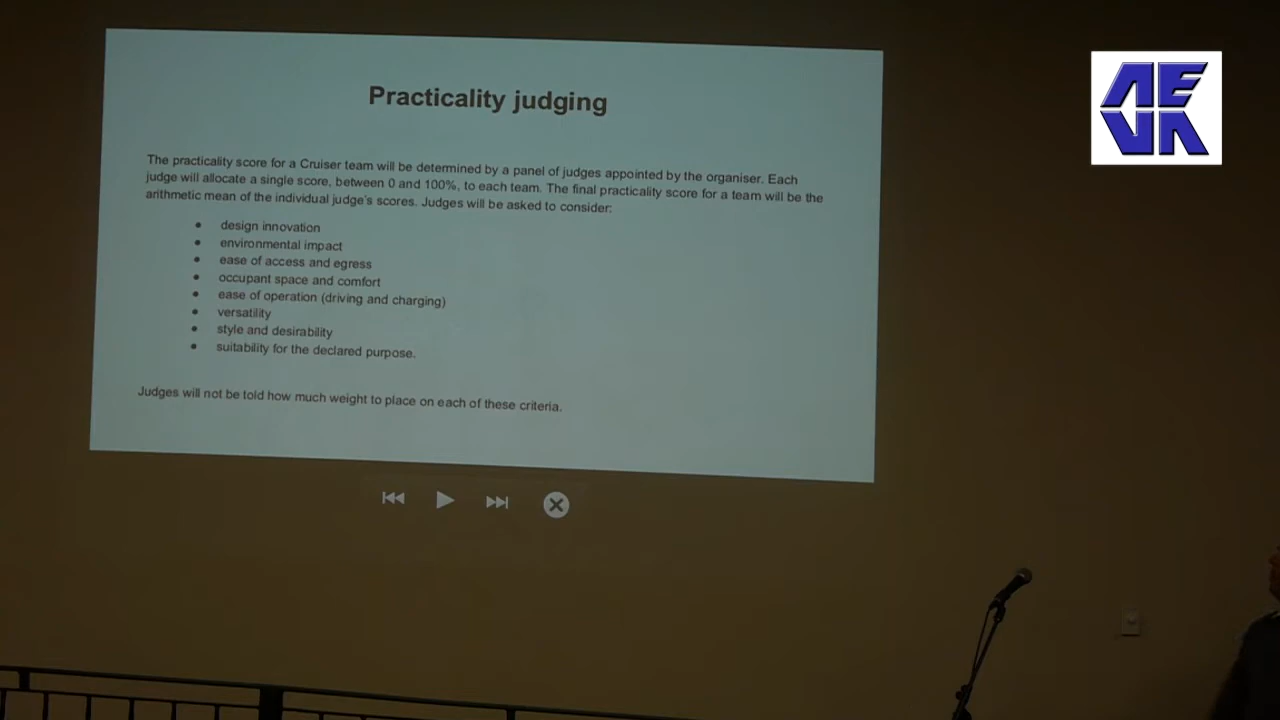 Practicality judging
The practicality score for a Cruiser team will be determined by a panel of judges appointed by the organiser. Each
judge will allocate a single score, between 0 and 100%, to each team. The final practicality score for a team will be the
arithmetic mean of the individual judge's scores. Judges will be asked to consider:
• design innovation
• environmental impact
• ease of access and egress
• occupant space and comfort
• ease of operation (driving and charging)
• versatility
• style and desirability
• suitability for the declared purpose.
Judges will not be told how much weight to place on each of these criteria.